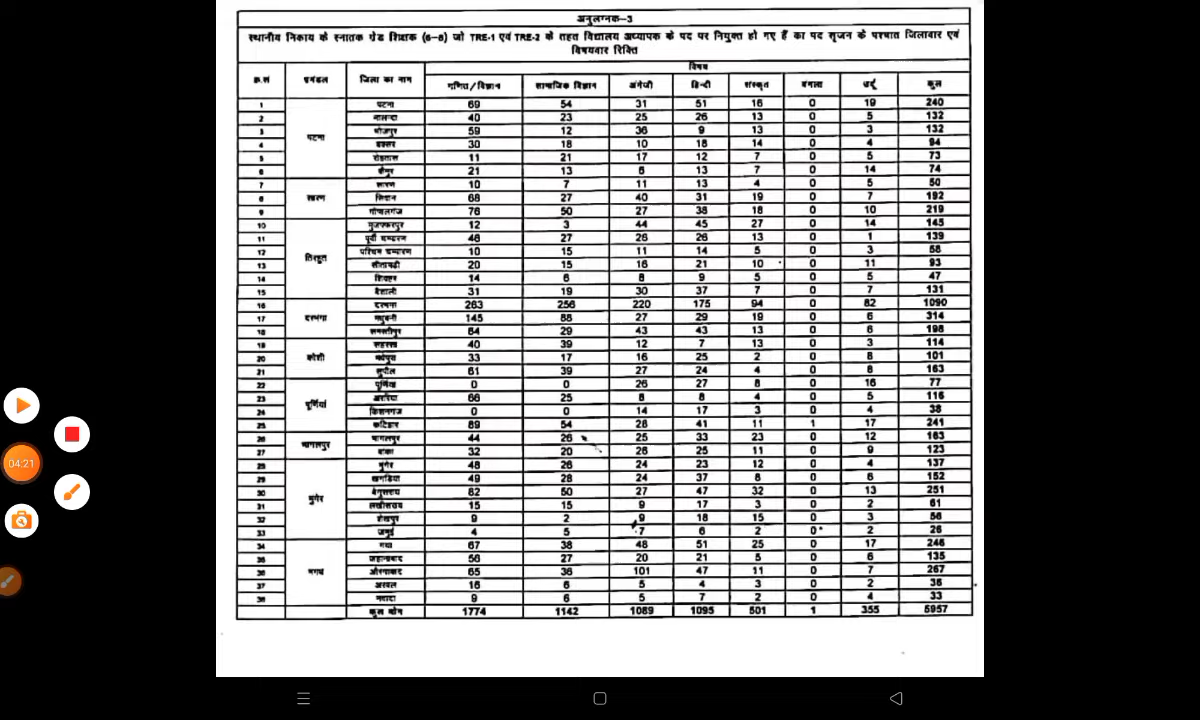 अनुलग्नक–3
स्थानीय निकाय के स्नातक ग्रेड शिक्षक (6–8) जो TRE-1 एवं TRE-2 के तहत विद्यालय अध्यापक के पद पर नियुक्त हो गए हैं का पद सृजन के पश्चात जिलावार एवं
विषयवार रिक्ति
विषय
क्र.सं प्रमंडल जिला का नाम गणित/विज्ञान सामाजिक विज्ञान अंग्रेजी हिन्दी संस्कृत बंगला उर्दू कुल
1 पटना 69 54 31 51 16 0 19 240
2 नालन्दा 40 23 25 26 13 0 5 132
3 भोजपुर 59 12 36 9 13 0 3 132
पटना
4 बक्सर 30 18 10 18 14 0 4 94
5 रोहतास 11 21 17 12 7 0 5 73
6 कैमूर 21 13 6 13 7 0 14 74
7 सारण 10 7 11 13 4 0 5 50
8 सारण सिवान 68 27 40 31 19 0 7 192
9 गोपालगंज 76 50 27 38 18 0 10 219
10 मुजफ्फरपुर 12 3 44 45 27 0 14 145
11 पूर्वी चम्पारण 46 27 26 26 13 0 1 139
12 पश्चिम चम्पारण 10 15 11 14 5 0 3 58
तिरहुत
13 सीतामढ़ी 20 15 16 21 10 0 11 93
14 शिवहर 14 6 8 9 5 0 5 47
15 वैशाली 31 19 30 37 7 0 7 131
16 दरभंगा 263 256 220 175 94 0 82 1090
17 दरभंगा मधुबनी 145 88 27 29 19 0 6 314
18 समस्तीपुर 64 29 43 43 13 0 6 198
19 सहरसा 40 39 12 7 13 0 3 114
20 कोशी मधेपुरा 33 17 16 25 2 0 8 101
21 सुपौल 61 39 27 24 4 0 8 163
22 पूर्णियां 0 0 26 27 8 0 16 77
23 अररिया 66 25 8 8 4 0 5 116
पूर्णियां
24 किशनगंज 0 0 14 17 3 0 4 38
25 कटिहार 89 54 28 41 11 1 17 241
26 भागलपुर 44 26 25 33 23 0 12 163
भागलपुर
27 बांका 32 20 26 25 11 0 9 123
28 मुंगेर 48 26 24 23 12 0 4 137
29 खगड़िया 49 28 24 37 8 0 6 152
30 बेगुसराय 82 50 27 47 32 0 13 251
मुंगेर
31 लखीसराय 15 15 9 17 3 0 2 61
32 शेखपुरा 9 2 9 18 15 0 3 56
33 जमुई 4 5 7 6 2 0 2 26
34 गया 67 38 48 51 25 0 17 246
35 जहानाबाद 56 27 20 21 5 0 6 135
36 मगध औरंगाबाद 65 36 101 47 11 0 7 267
37 अरवल 16 6 5 4 3 0 2 36
38 नवादा 9 6 5 7 2 0 4 33
कुल योग 1774 1142 1089 1095 501 1 355 5957
04:21